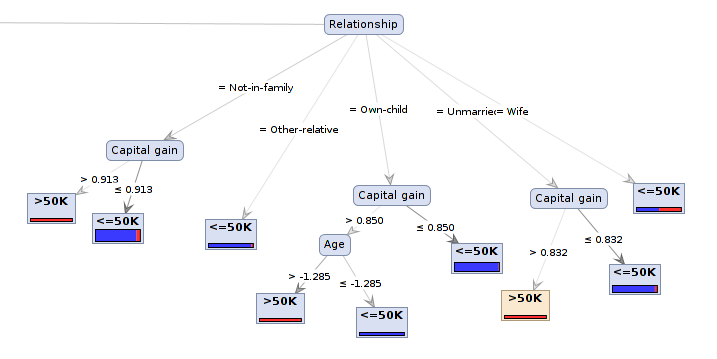 Relationship
= Not-in-family
= Other-relative
= Own-child
= Unmarried
= Wife
Capital gain
> 0.913
≤ 0.913
>50K
<=50K
<=50K
Capital gain
> 0.850
≤ 0.850
Age
<=50K
> -1.285
≤ -1.285
>50K
<=50K
Capital gain
> 0.832
≤ 0.832
>50K
<=50K
<=50K